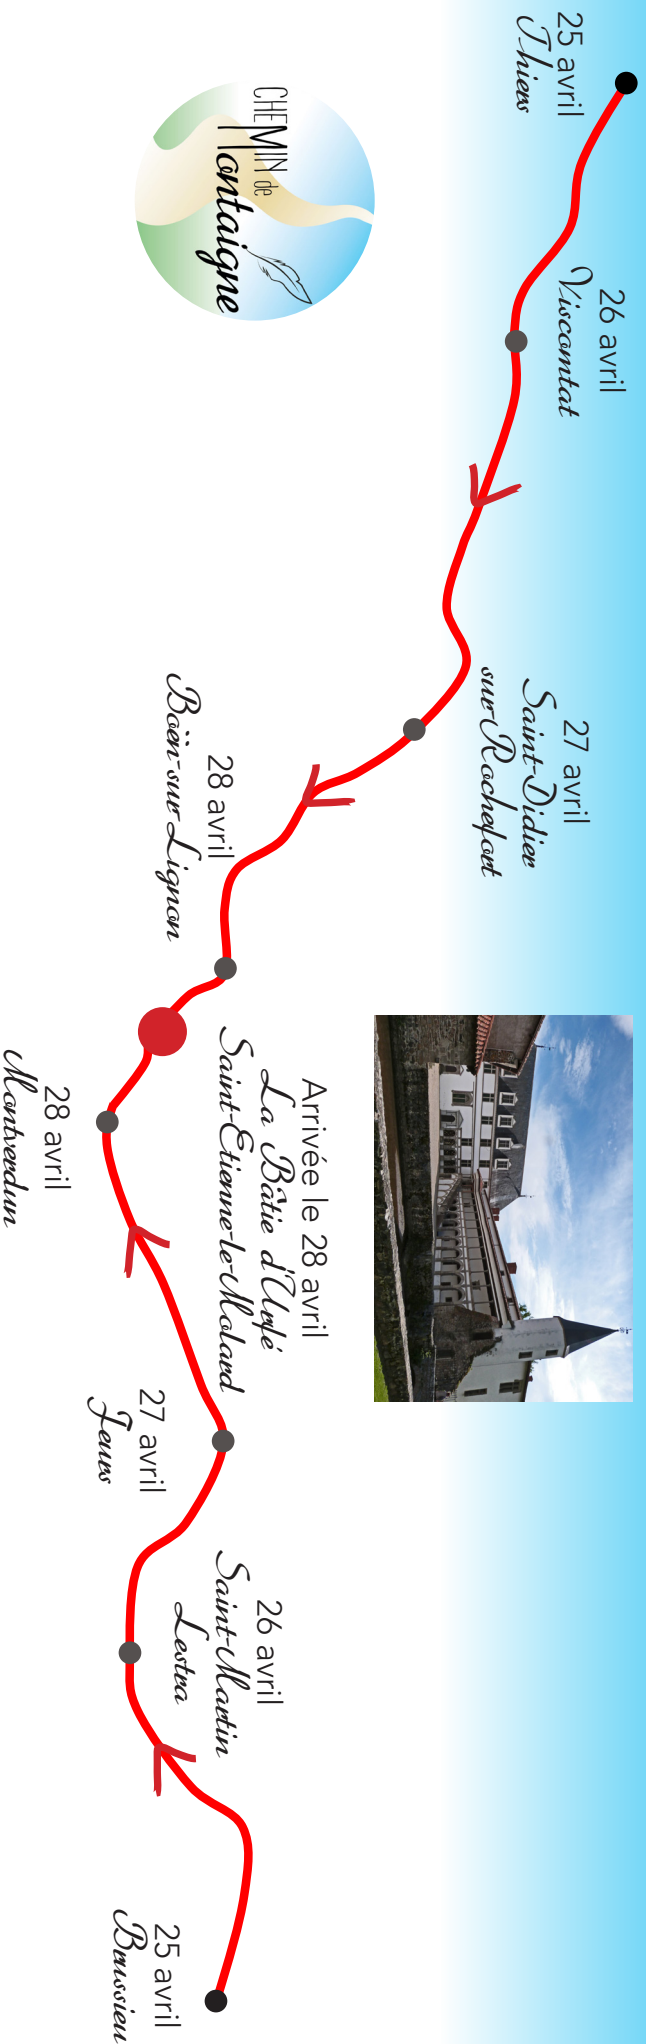 25 avril
Thiers
26 avril
Viscomtat
27 avril
Saint-Didier
sur-Rochefort
28 avril
Boën-sur-Lignon
Arrivée le 28 avril
La Bâtie d'Urfé
Saint-Etienne-le-Molard
28 avril
Montverdun
27 avril
Feurs
26 avril
Saint-Martin
Lestra
25 avril
Brussieu
CHEMIN de
Montaigne